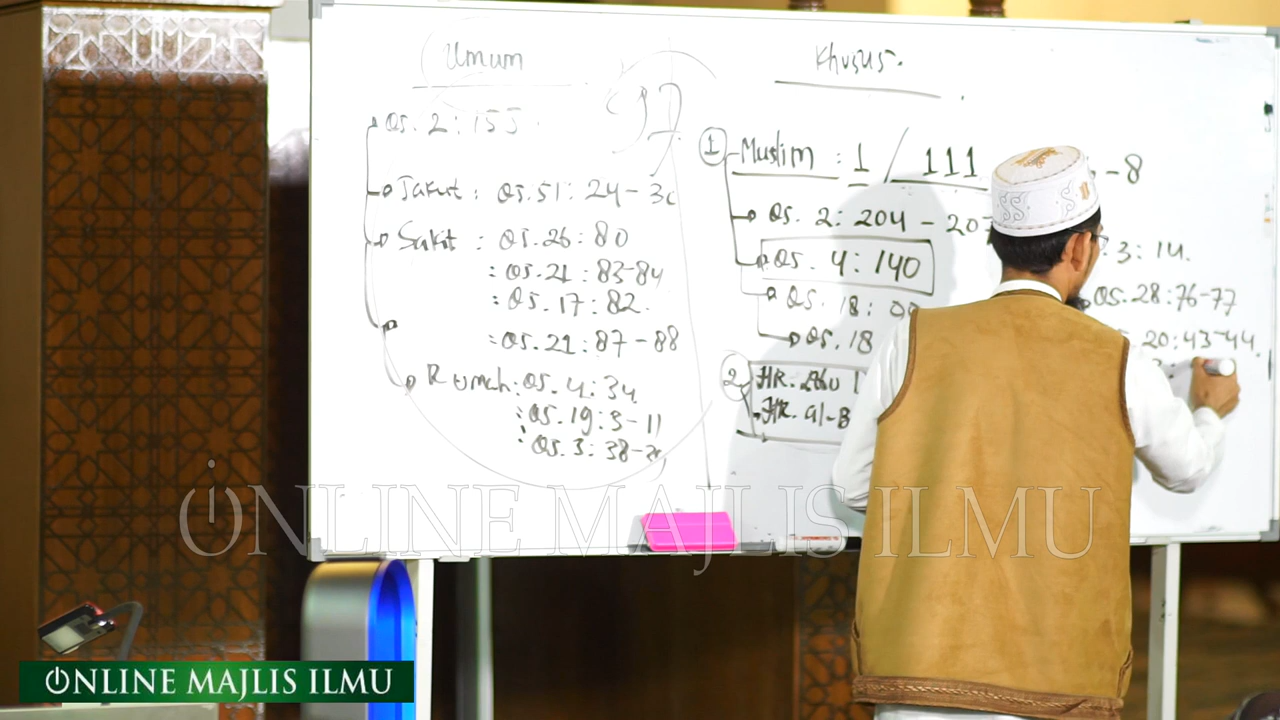 Umum
QS. 2:155
Takut : QS. 51: 24-30
Sakit : QS. 26:80
: QS. 21: 83-84
: QS. 17:82.
: QS. 21: 87-88
Rumah: QS. 4:34
: QS. 19: 3-11
QS. 3: 38-
Khusus.
1 Muslim : 1 / 111
-8
QS. 2: 204 - 207
3:14.
QS. 4:140
QS. 18:
QS. 28:76-77
QS. 18
20:43-44.
2 HR. Abu
HR. Al-B
ONLINE MAJLIS ILMU
ONLINE MAJLIS ILMU